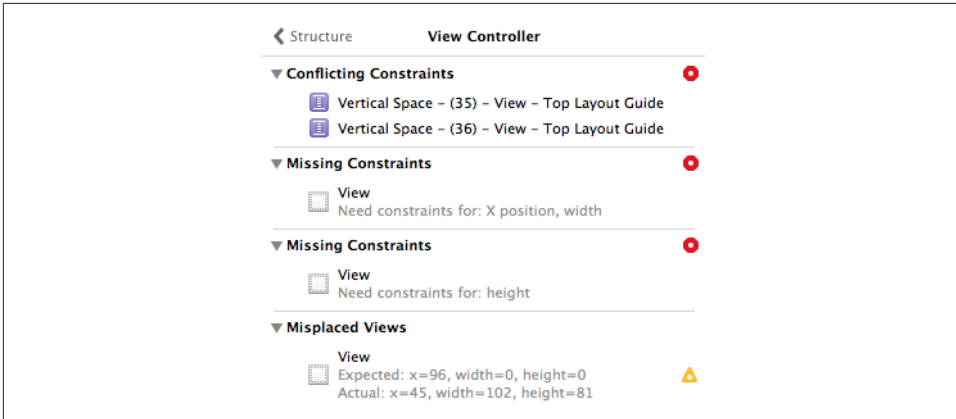 Structure View Controller
Conflicting Constraints
Vertical Space – (35) – View – Top Layout Guide
Vertical Space – (36) – View – Top Layout Guide
Missing Constraints
View
Need constraints for: X position, width
Missing Constraints
View
Need constraints for: height
Misplaced Views
View
Expected: x=96, width=0, height=0
Actual: x=45, width=102, height=81